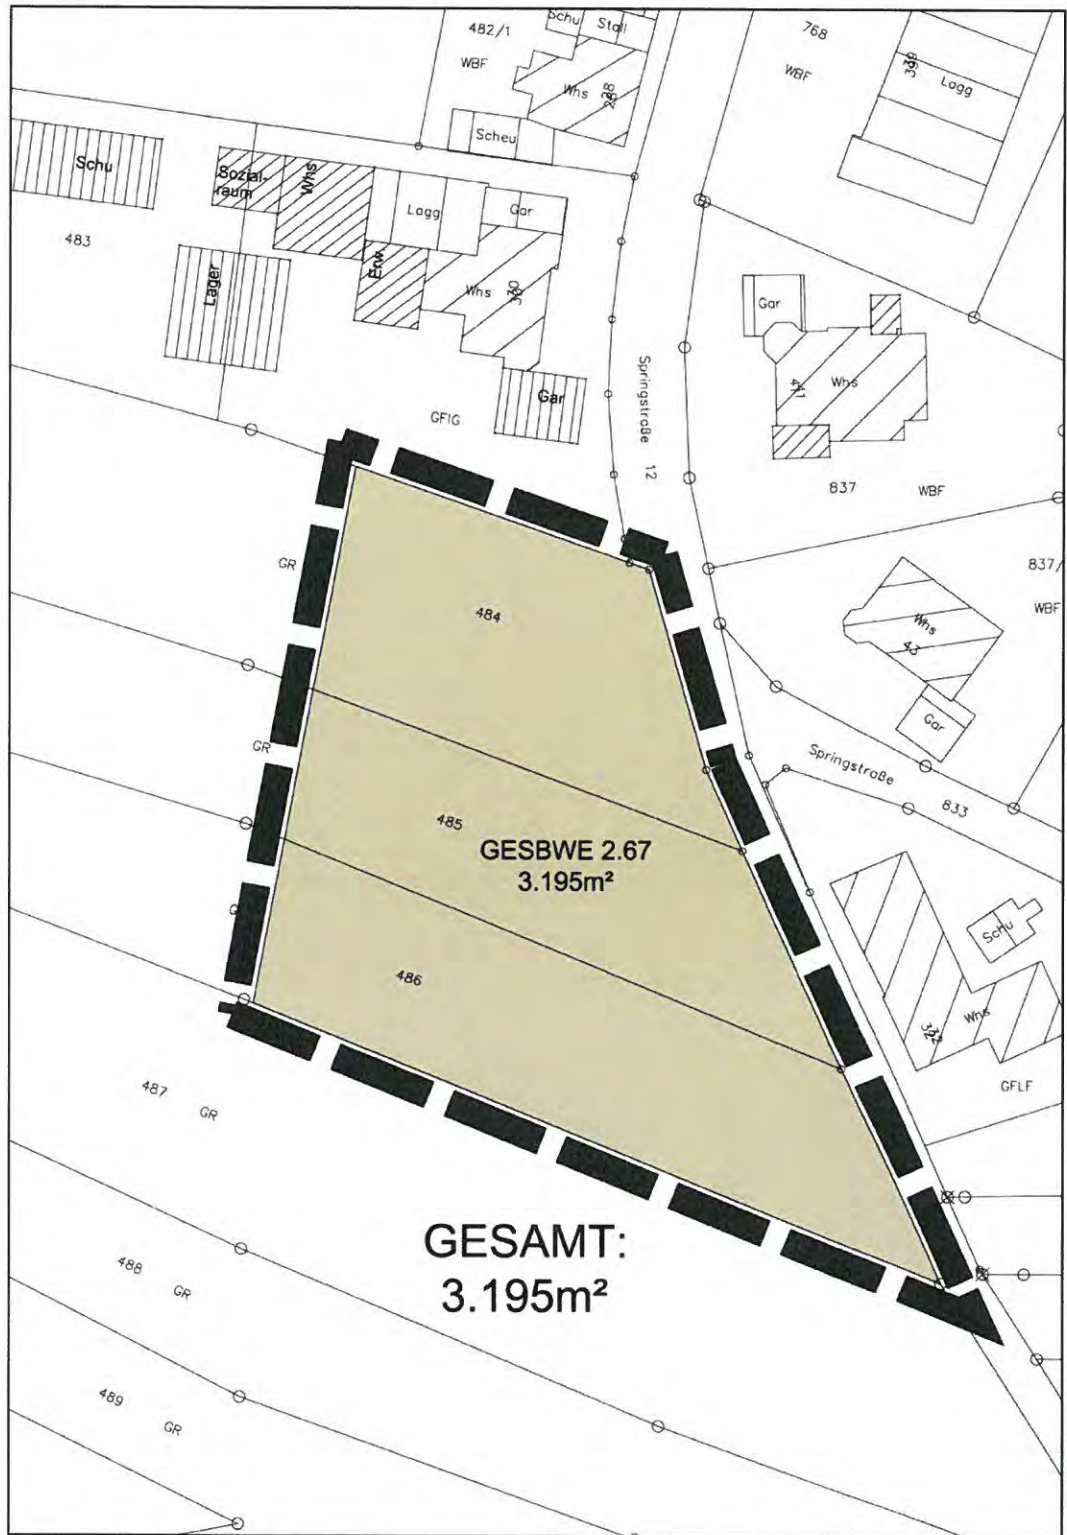 482/1
WBF
Schu
Stall
Whs
Scheu
768
WBF
Lagg
Schu
Sozial-
raum
Whs
Lagg
Gar
483
Lager
Erw.
Whs
Gar
GFIG
Springstraße 12
Gar
Whs
837
WBF
837/
WBF
GR
484
Whs
43
Gar
GR
485
GESBWE 2.67
3.195m²
Springstraße 833
486
Schu
Whs
GFLF
487
GR
GESAMT:
3.195m²
488
GR
489
GR